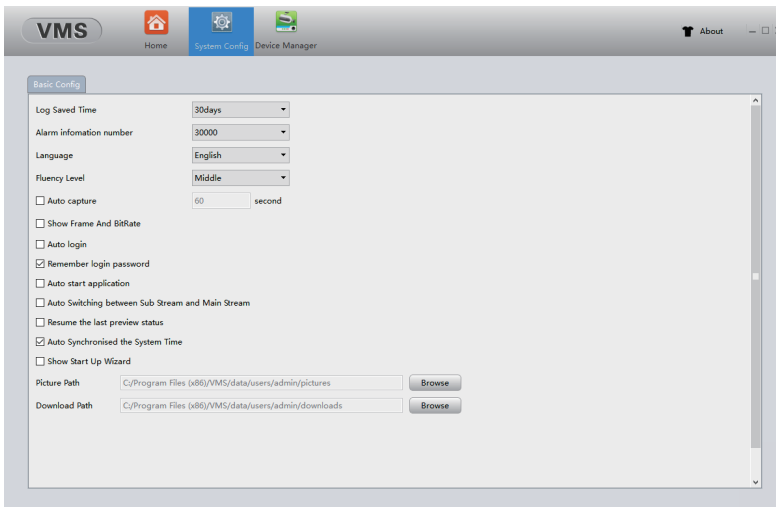 VMS
Home
System Config
Device Manager
About
Basic Config
Log Saved Time 30days
Alarm infomation number 30000
Language English
Fluency Level Middle
Auto capture 60 second
Show Frame And BitRate
Auto login
Remember login password
Auto start application
Auto Switching between Sub Stream and Main Stream
Resume the last preview status
Auto Synchronised the System Time
Show Start Up Wizard
Picture Path C:/Program Files (x86)/VMS/data/users/admin/pictures Browse
Download Path C:/Program Files (x86)/VMS/data/users/admin/downloads Browse